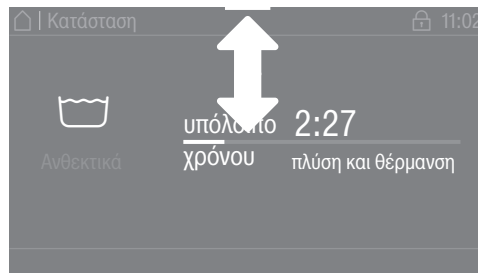 | Κατάσταση
11:02
υπόλοιπο 2:27
Ανθεκτικά
χρόνου
πλύση και θέρμανση